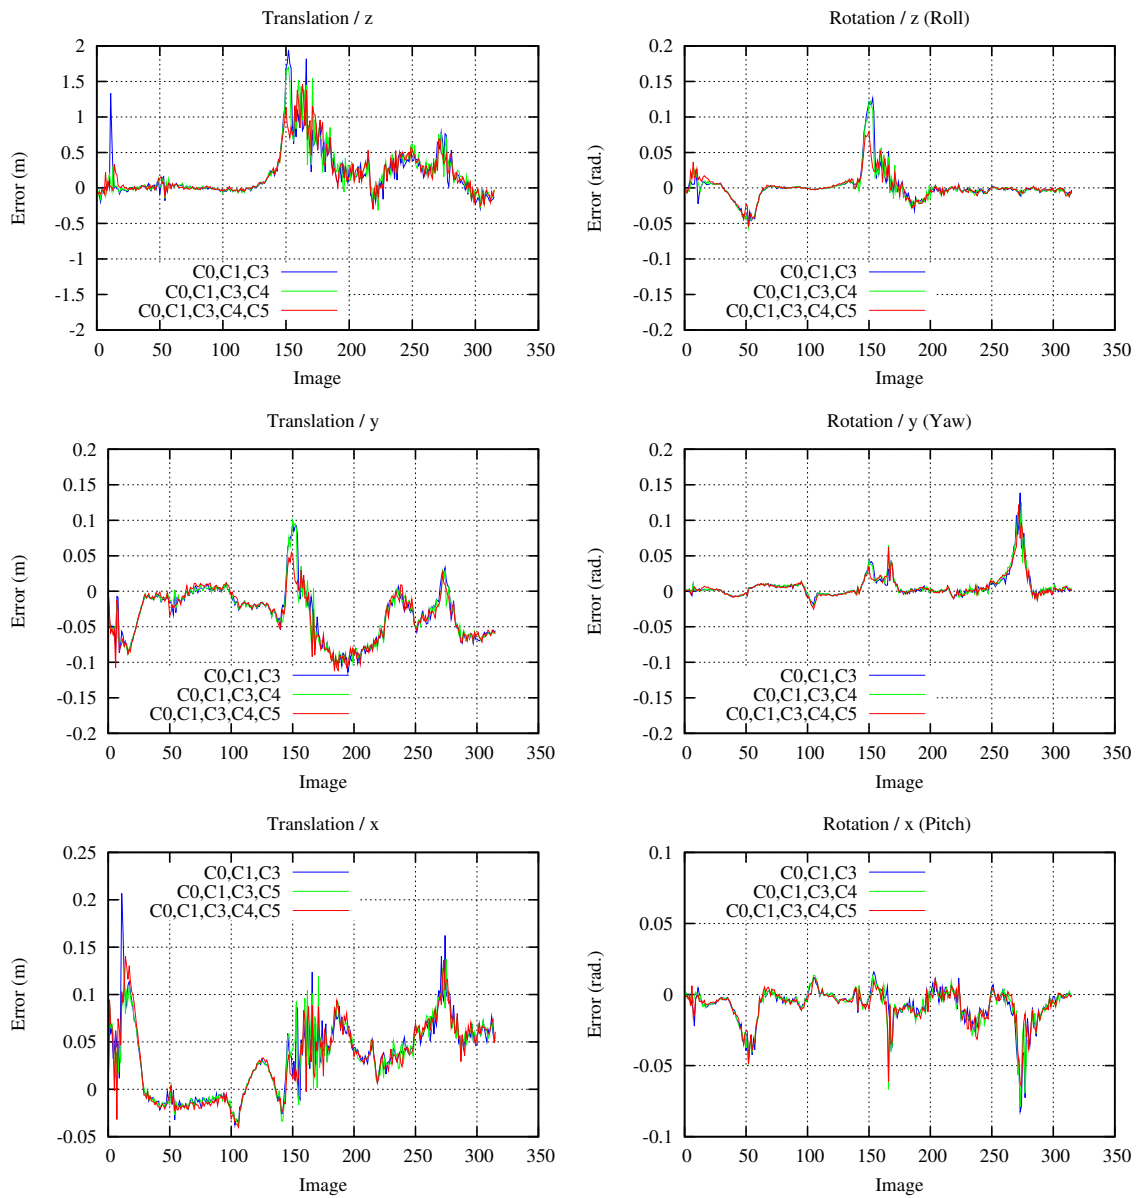 Translation / z
2
1.5
1
0.5
0
-0.5
-1
-1.5
-2
Error (m)
C0,C1,C3
C0,C1,C3,C4
C0,C1,C3,C4,C5
0 50 100 150 200 250 300 350
Image
Rotation / z (Roll)
0.2
0.15
0.1
0.05
0
-0.05
-0.1
-0.15
-0.2
Error (rad.)
C0,C1,C3
C0,C1,C3,C4
C0,C1,C3,C4,C5
0 50 100 150 200 250 300 350
Image
Translation / y
0.2
0.15
0.1
0.05
0
-0.05
-0.1
-0.15
-0.2
Error (m)
C0,C1,C3
C0,C1,C3,C4
C0,C1,C3,C4,C5
0 50 100 150 200 250 300 350
Image
Rotation / y (Yaw)
0.2
0.15
0.1
0.05
0
-0.05
-0.1
-0.15
-0.2
Error (rad.)
C0,C1,C3
C0,C1,C3,C4
C0,C1,C3,C4,C5
0 50 100 150 200 250 300 350
Image
Translation / x
0.25
0.2
0.15
0.1
0.05
0
-0.05
Error (m)
C0,C1,C3
C0,C1,C3,C5
C0,C1,C3,C4,C5
0 50 100 150 200 250 300 350
Image
Rotation / x (Pitch)
0.1
0.05
0
-0.05
-0.1
Error (rad.)
C0,C1,C3
C0,C1,C3,C4
C0,C1,C3,C4,C5
0 50 100 150 200 250 300 350
Image